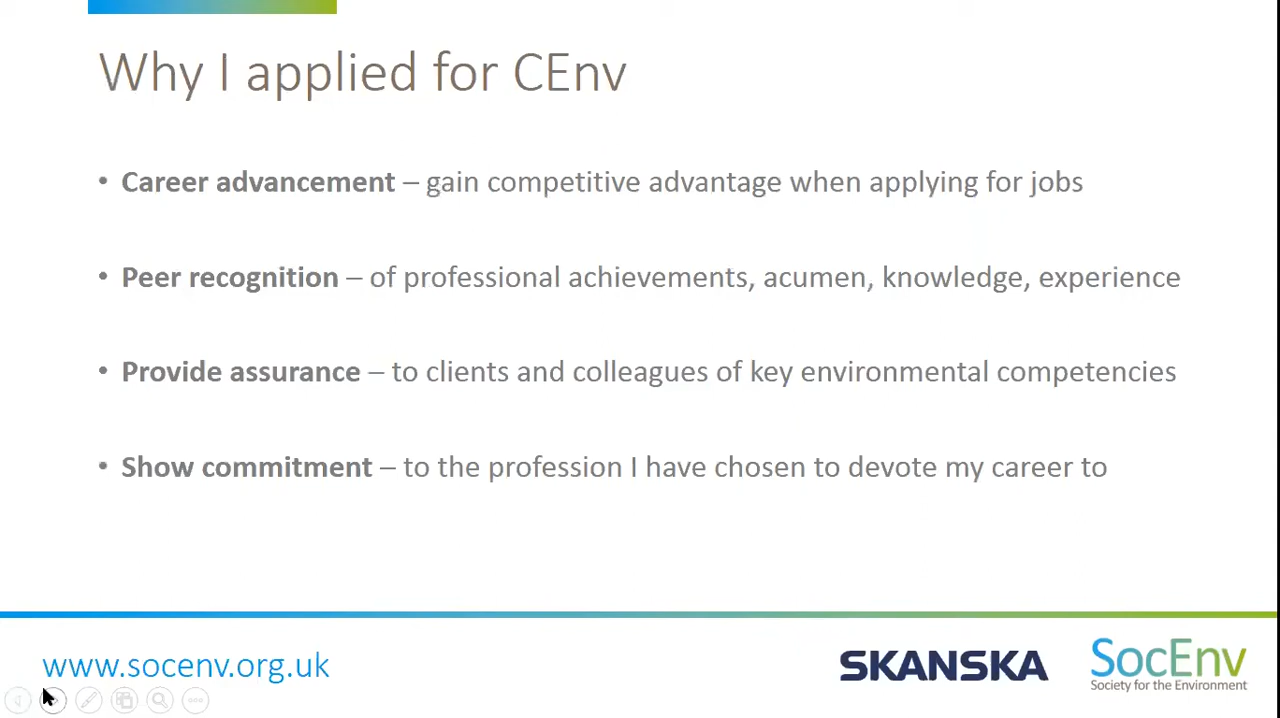 Why I applied for CEnv
• Career advancement – gain competitive advantage when applying for jobs
• Peer recognition – of professional achievements, acumen, knowledge, experience
• Provide assurance – to clients and colleagues of key environmental competencies
• Show commitment – to the profession I have chosen to devote my career to
www.socenv.org.uk
SKANSKA
SocEnv
Society for the Environment